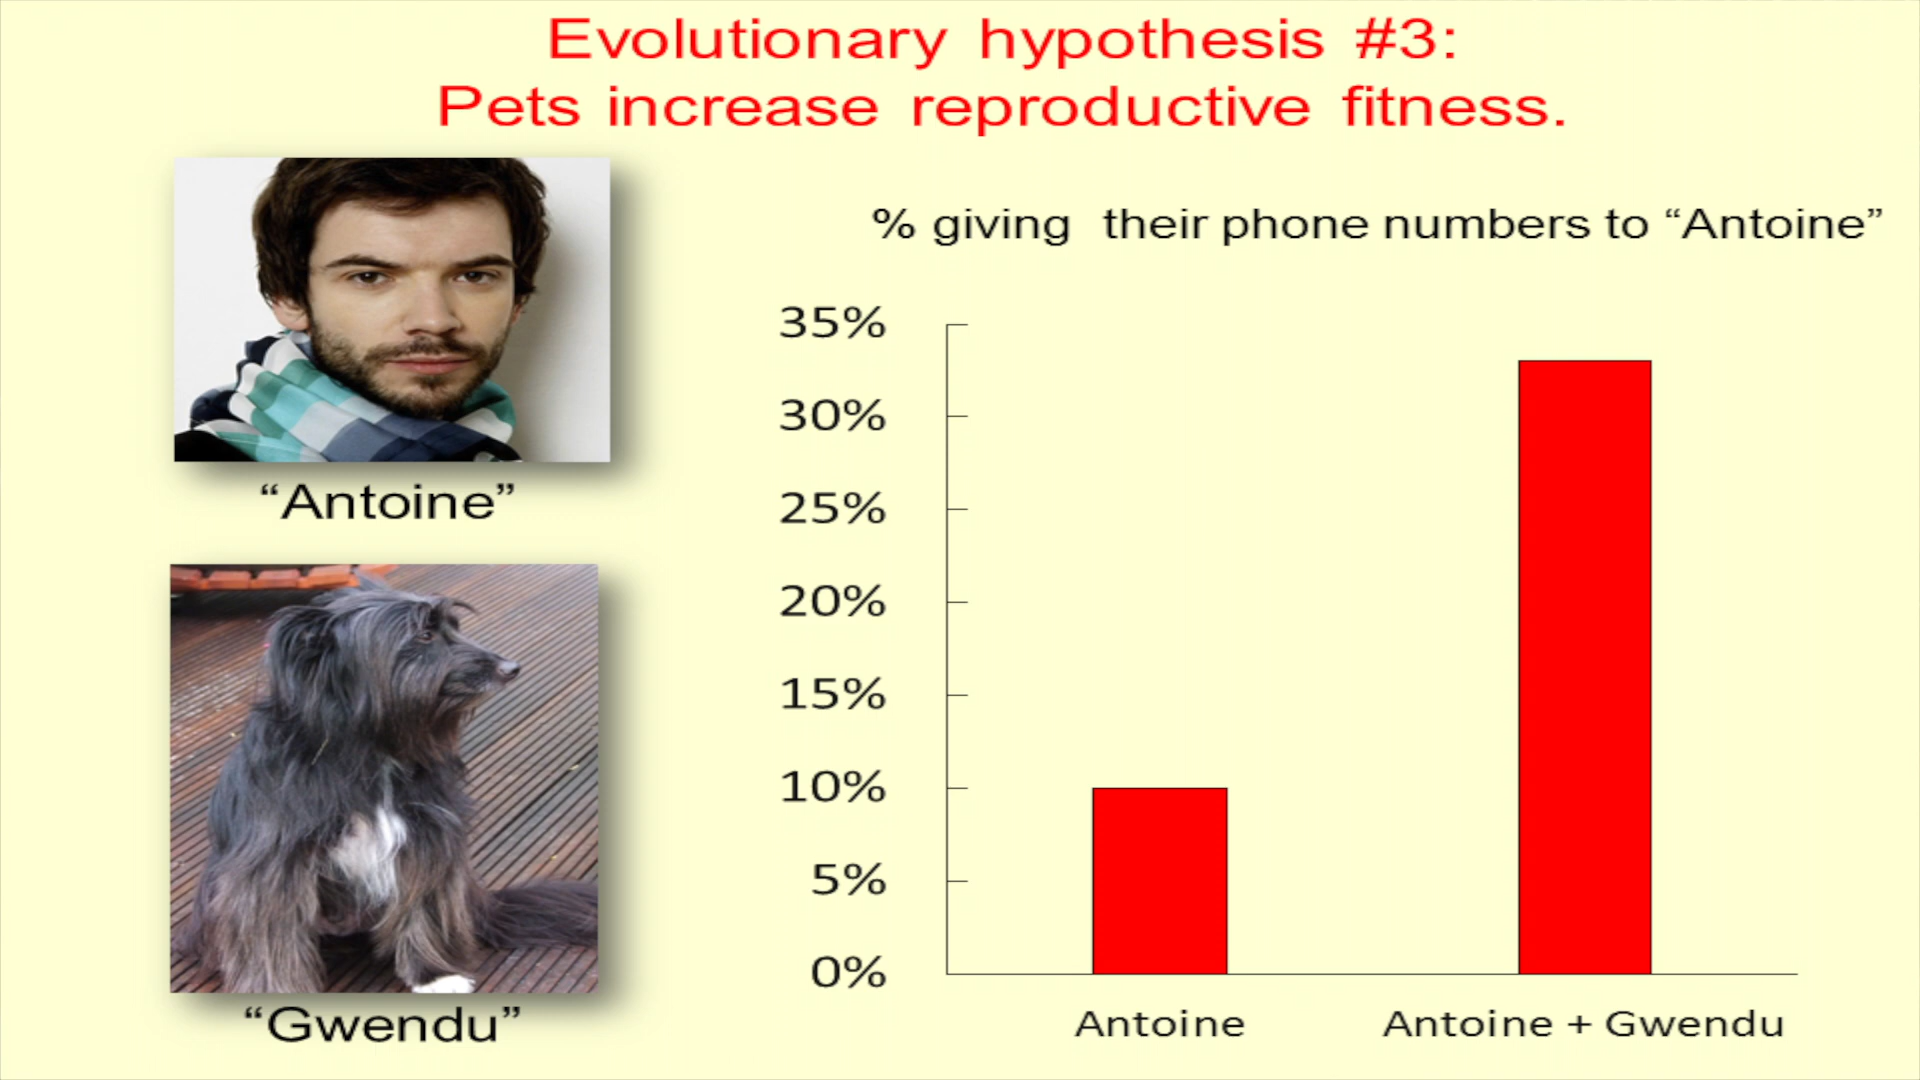 Evolutionary hypothesis #3:
Pets increase reproductive fitness.
“Antoine”
“Gwendu”
% giving their phone numbers to “Antoine”
35%
30%
25%
20%
15%
10%
5%
0%
Antoine
Antoine + Gwendu